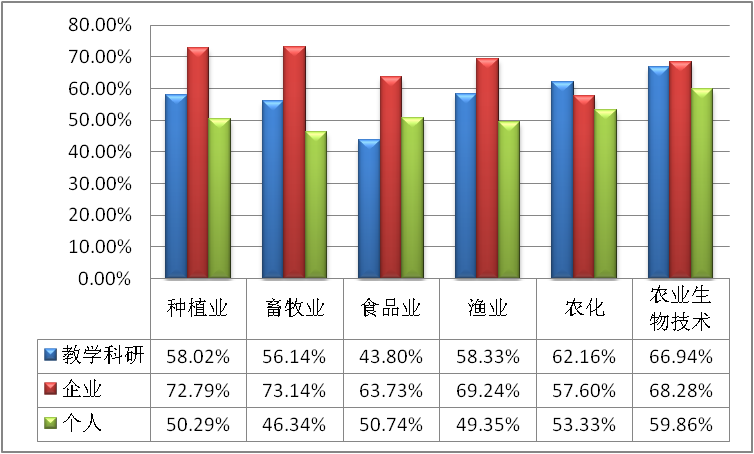 80.00%
70.00%
60.00%
50.00%
40.00%
30.00%
20.00%
10.00%
0.00%
种植业 畜牧业 食品业 渔业 农化 农业生
物技术
教学科研 58.02% 56.14% 43.80% 58.33% 62.16% 66.94%
企业 72.79% 73.14% 63.73% 69.24% 57.60% 68.28%
个人 50.29% 46.34% 50.74% 49.35% 53.33% 59.86%